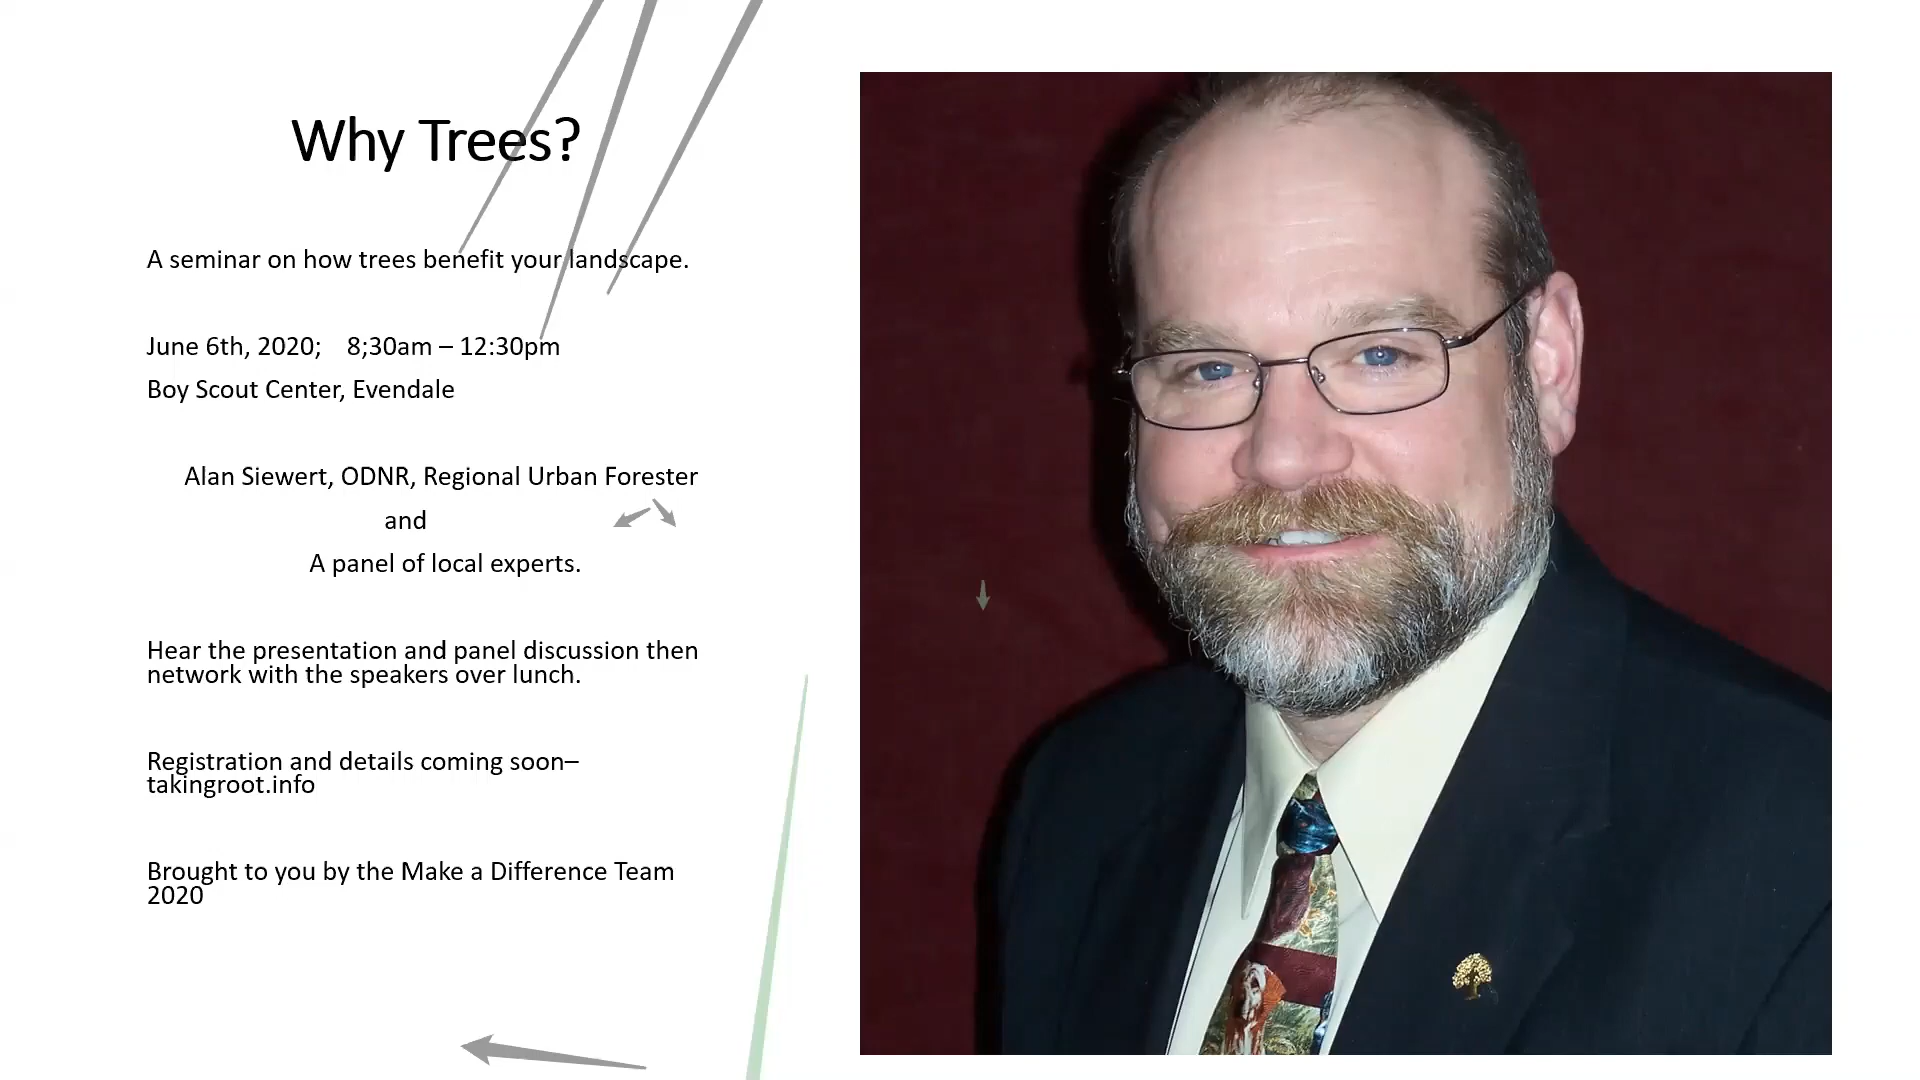 Why Trees?
A seminar on how trees benefit your landscape.
June 6th, 2020; 8;30am – 12:30pm
Boy Scout Center, Evendale
Alan Siewert, ODNR, Regional Urban Forester
and
A panel of local experts.
Hear the presentation and panel discussion then
network with the speakers over lunch.
Registration and details coming soon–
takingroot.info
Brought to you by the Make a Difference Team
2020